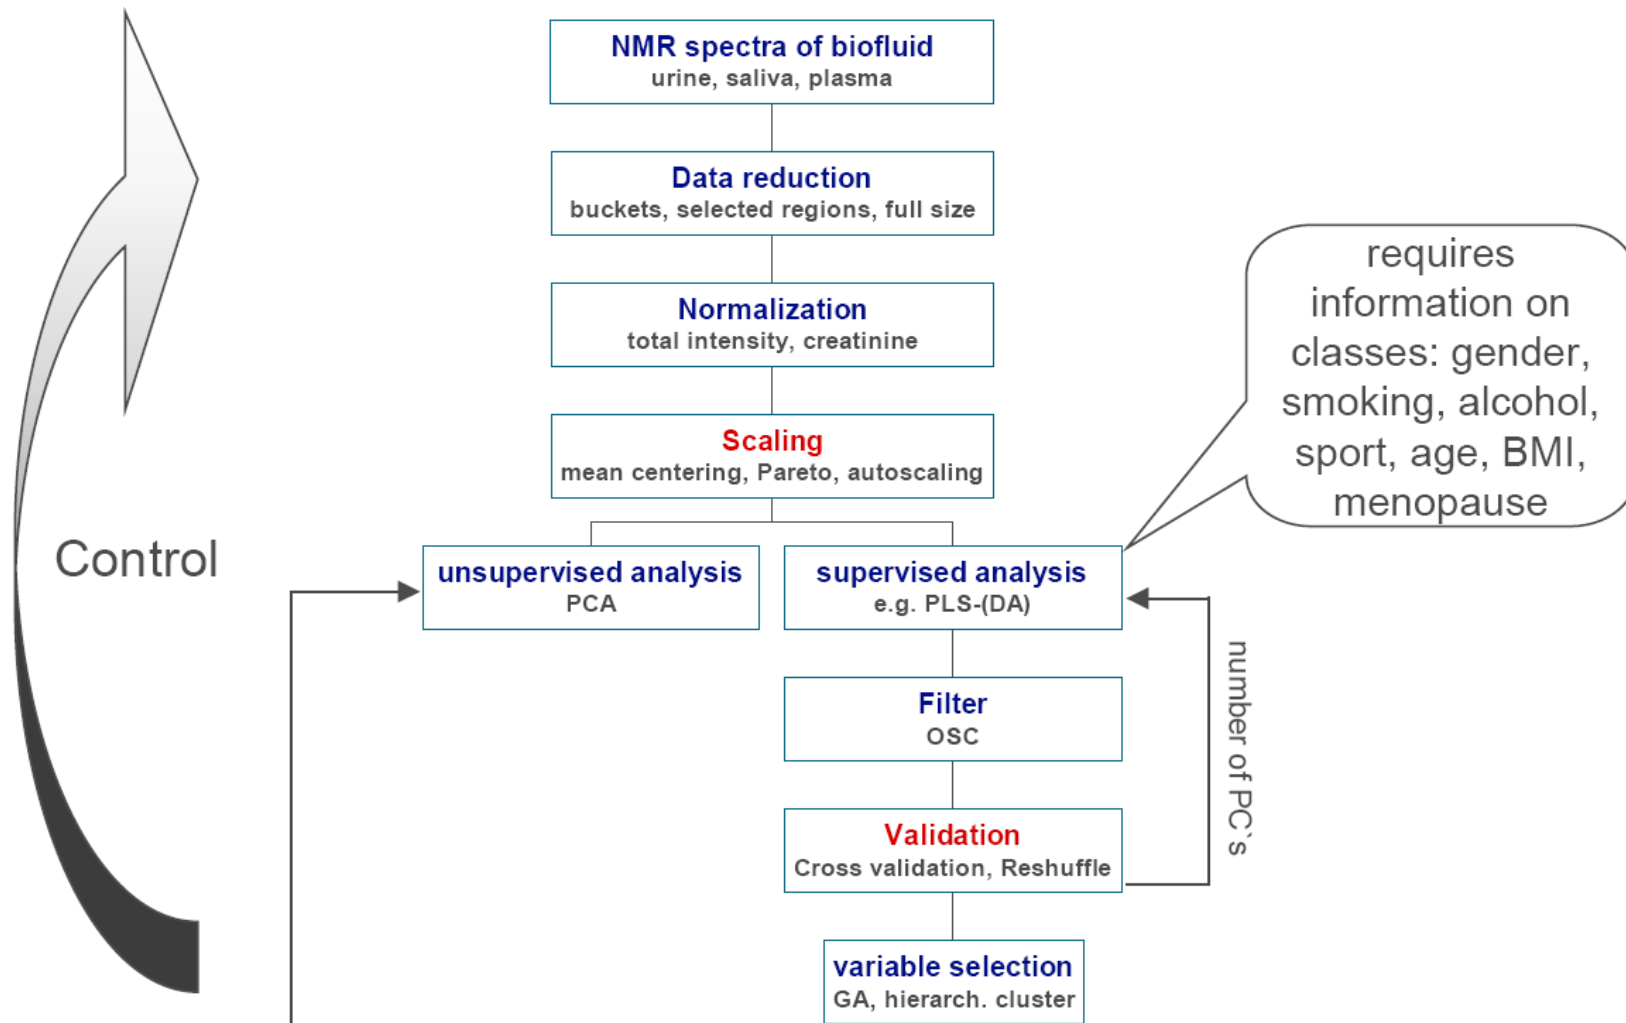 NMR spectra of biofluid
urine, saliva, plasma
Data reduction
buckets, selected regions, full size
Normalization
total intensity, creatinine
Scaling
mean centering, Pareto, autoscaling
requires
information on
classes: gender,
smoking, alcohol,
sport, age, BMI,
menopause
Control
unsupervised analysis
PCA
supervised analysis
e.g. PLS-(DA)
Filter
OSC
number of PC`s
Validation
Cross validation, Reshuffle
variable selection
GA, hierarch. cluster